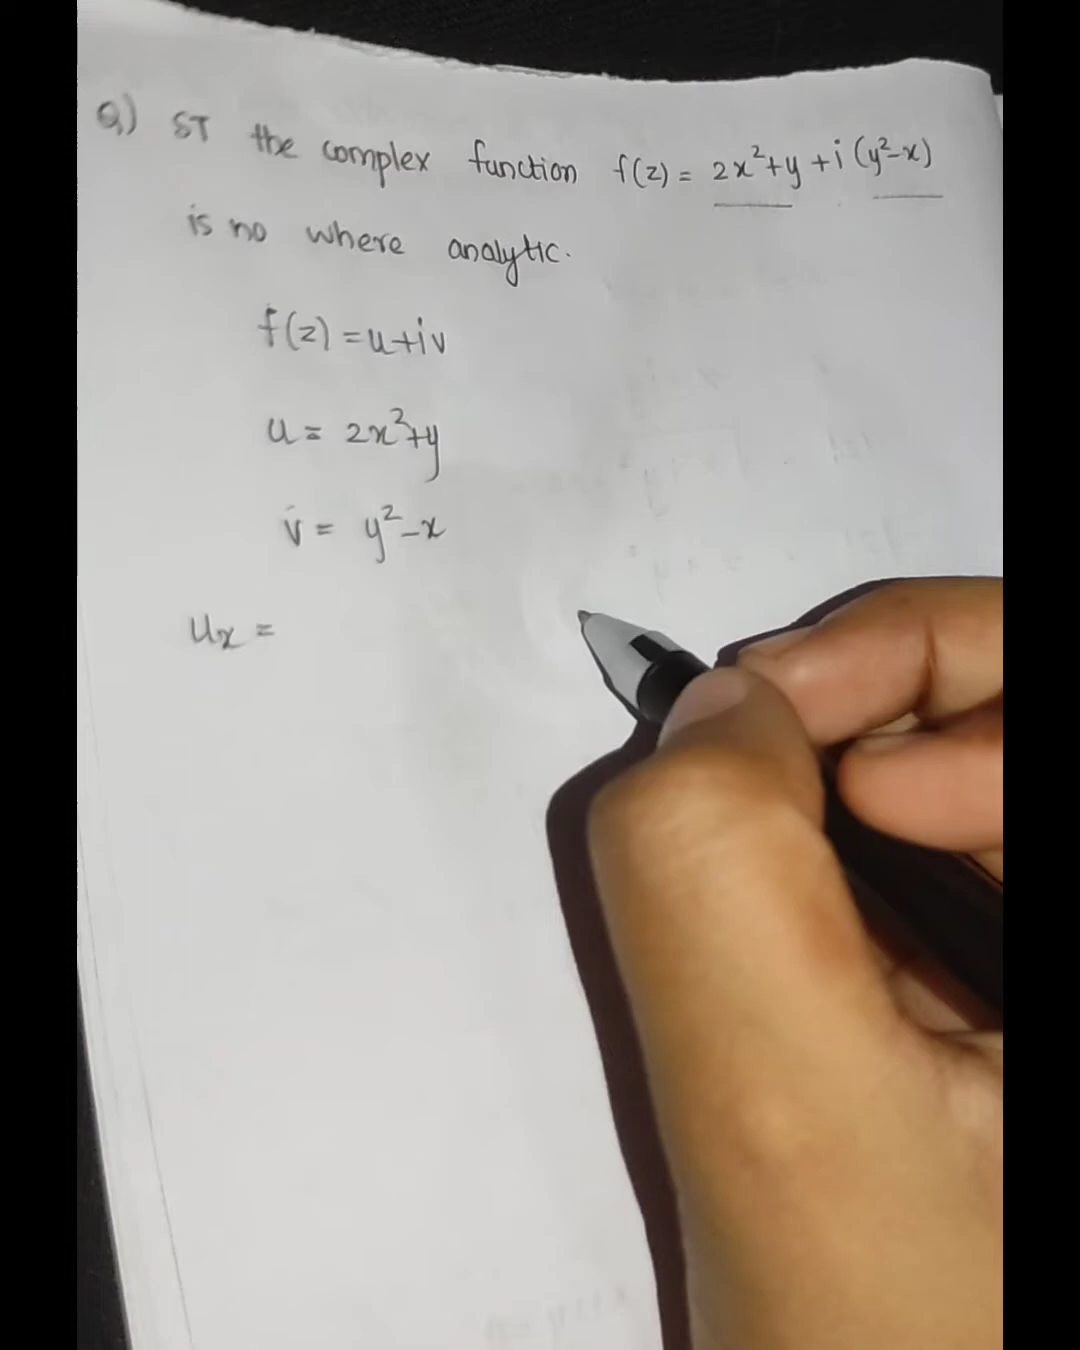 Q) ST the complex function f(z) = 2x²+y +i (y²-x)
is no where analytic.
f(z) = u+iv
u = 2x²+y
v = y²-x
uₓ =